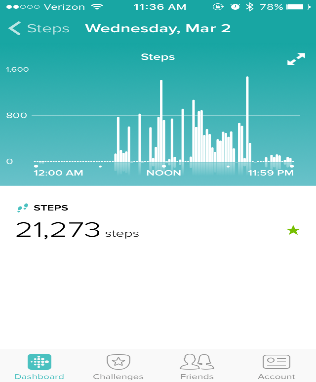 Verizon 11:36 AM 78%
Steps Wednesday, Mar 2
Steps
1,600
800
0
12:00 AM NOON 11:59 PM
STEPS
21,273 steps
Dashboard Challenges Friends Account